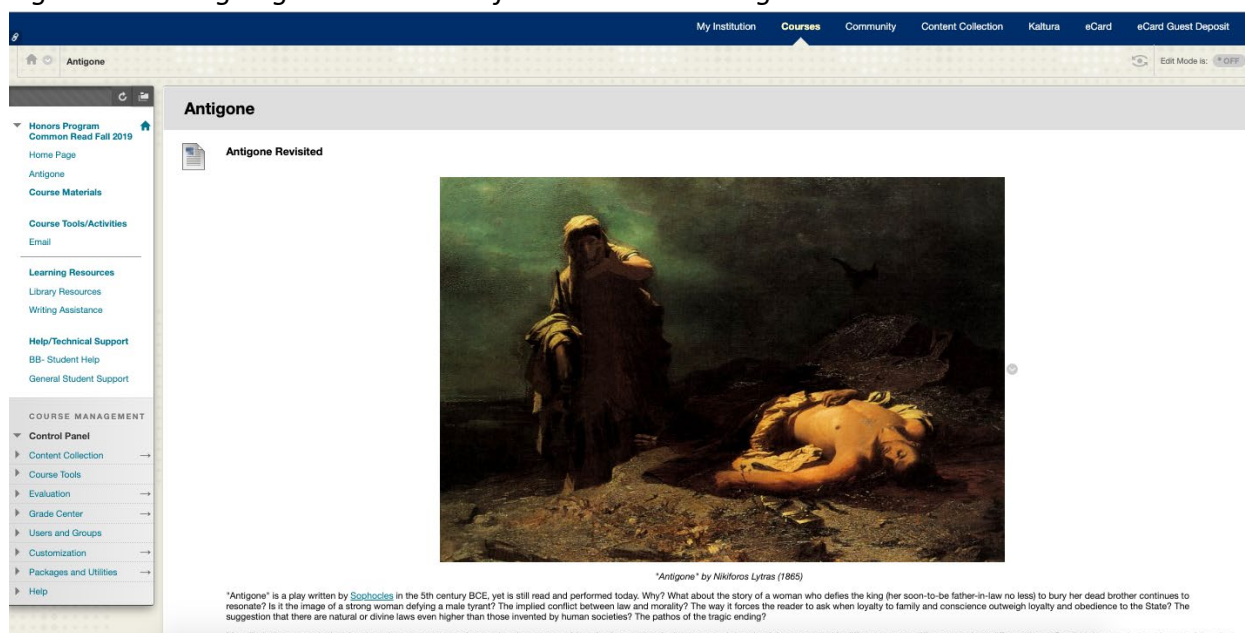 My Institution
Courses
Community
Content Collection
Kaltura
eCard
eCard Guest Deposit
Antigone
Edit Mode is:
OFF
Honors Program
Common Read Fall 2019
Home Page
Antigone
Course Materials
Course Tools/Activities
Email
Learning Resources
Library Resources
Writing Assistance
Help/Technical Support
BB- Student Help
General Student Support
COURSE MANAGEMENT
Control Panel
Content Collection
Course Tools
Evaluation
Grade Center
Users and Groups
Customization
Packages and Utilities
Help
Antigone
Antigone Revisited
"Antigone" by Nikiforos Lytras (1865)
"Antigone" is a play written by Sophocles in the 5th century BCE, yet is still read and performed today. Why? What about the story of a woman who defies the king (her soon-to-be father-in-law no less) to bury her dead brother continues to
resonate? Is it the image of a strong woman defying a male tyrant? The implied conflict between law and morality? The way it forces the reader to ask when loyalty to family and conscience outweigh loyalty and obedience to the State? The
suggestion that there are natural or divine laws even higher than those invented by human societies? The pathos of the tragic ending?